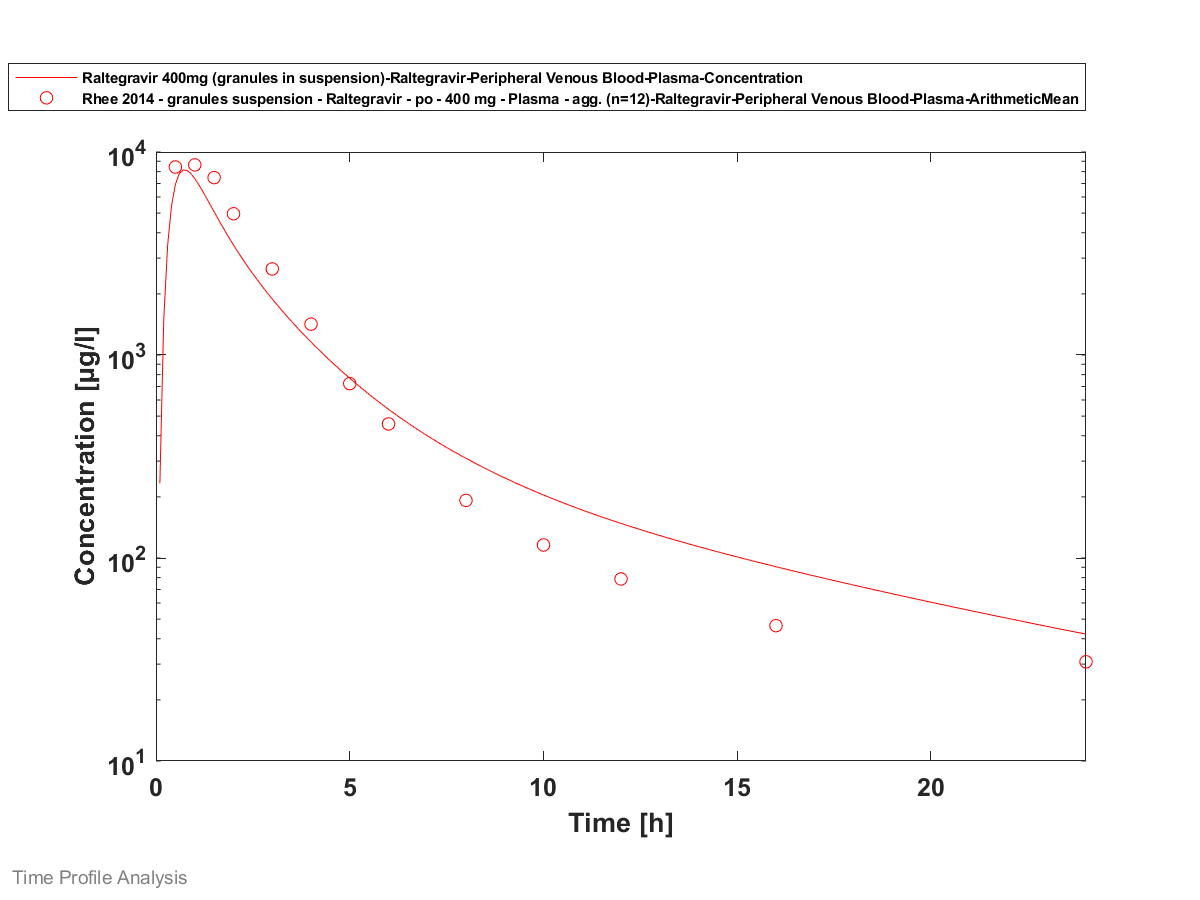 Raltegravir 400mg (granules in suspension)-Raltegravir-Peripheral Venous Blood-Plasma-Concentration
Rhee 2014 - granules suspension - Raltegravir - po - 400 mg - Plasma - agg. (n=12)-Raltegravir-Peripheral Venous Blood-Plasma-ArithmeticMean
10^4
10^3
10^2
10^1
Concentration [µg/l]
0 5 10 15 20
Time [h]
Time Profile Analysis